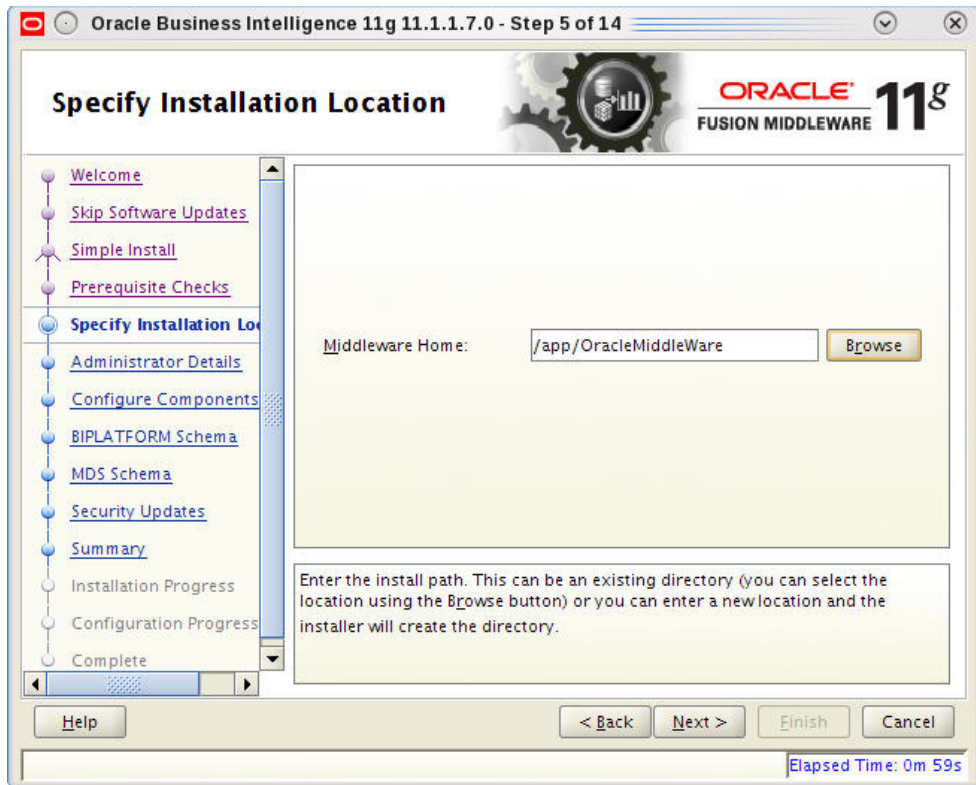 Oracle Business Intelligence 11g 11.1.1.7.0 - Step 5 of 14
Specify Installation Location
ORACLE
FUSION MIDDLEWARE
11g
Welcome
Skip Software Updates
Simple Install
Prerequisite Checks
Specify Installation Loc
Administrator Details
Configure Components
BIPLATFORM Schema
MDS Schema
Security Updates
Summary
Installation Progress
Configuration Progress
Complete
Middleware Home: /app/OracleMiddleWare Browse
Enter the install path. This can be an existing directory (you can select the
location using the Browse button) or you can enter a new location and the
installer will create the directory.
Help < Back Next > Finish Cancel
Elapsed Time: 0m 59s